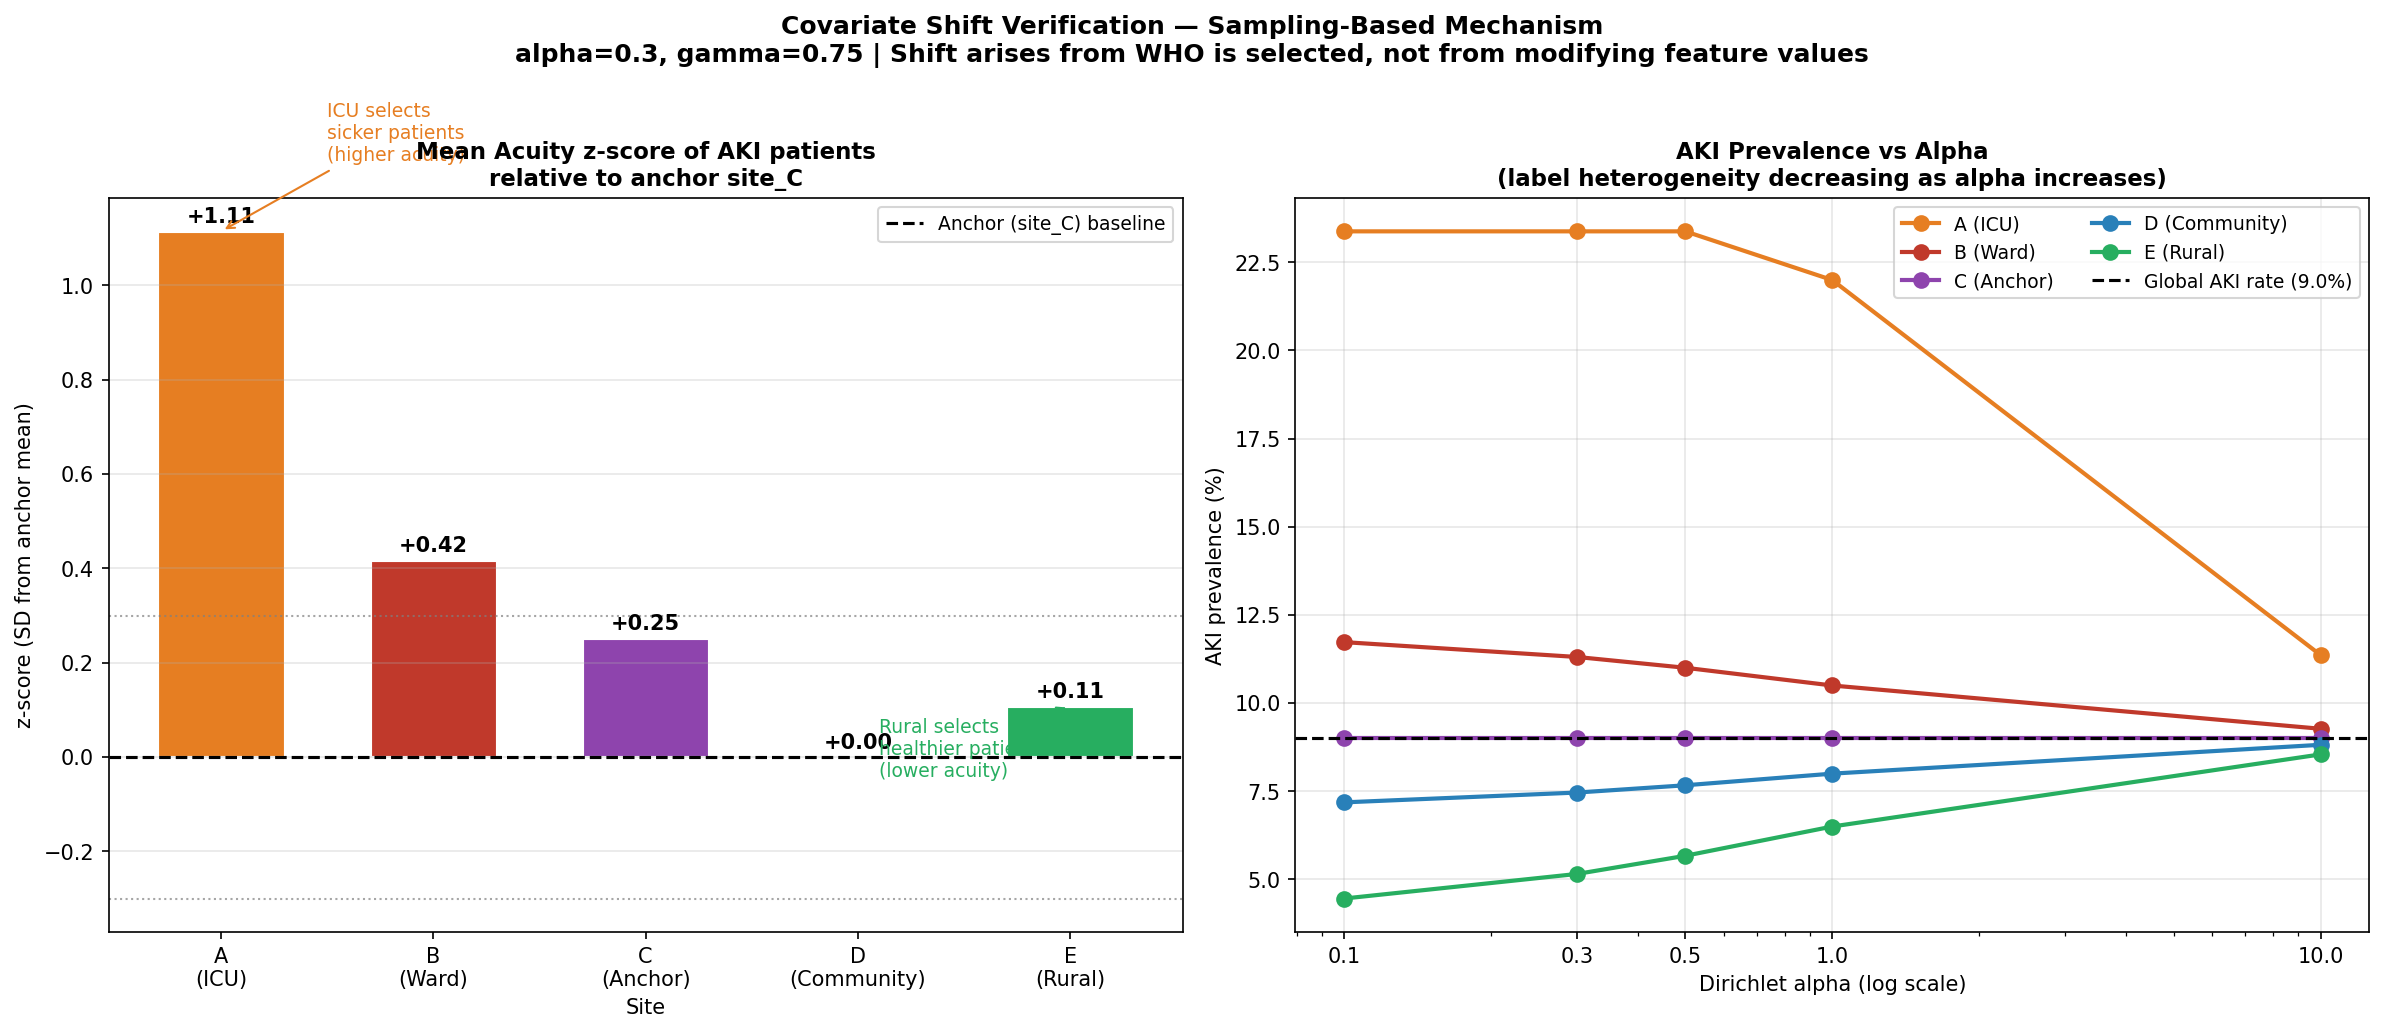 Covariate Shift Verification — Sampling-Based Mechanism
alpha=0.3, gamma=0.75 | Shift arises from WHO is selected, not from modifying feature values
ICU selects
sicker patients
(higher acuity)
Mean Acuity z-score of AKI patients
relative to anchor site_C
+1.11
Anchor (site_C) baseline
1.0
0.8
0.6
0.4
0.2
0.0
−0.2
z-score (SD from anchor mean)
+0.42
+0.25
+0.00
+0.11
Rural selects
healthier patie
(lower acuity)
A
(ICU)
B
(Ward)
C
(Anchor)
D
(Community)
E
(Rural)
Site
AKI Prevalence vs Alpha
(label heterogeneity decreasing as alpha increases)
A (ICU)
B (Ward)
C (Anchor)
D (Community)
E (Rural)
Global AKI rate (9.0%)
22.5
20.0
17.5
15.0
12.5
10.0
7.5
5.0
AKI prevalence (%)
0.1
0.3
0.5
1.0
10.0
Dirichlet alpha (log scale)